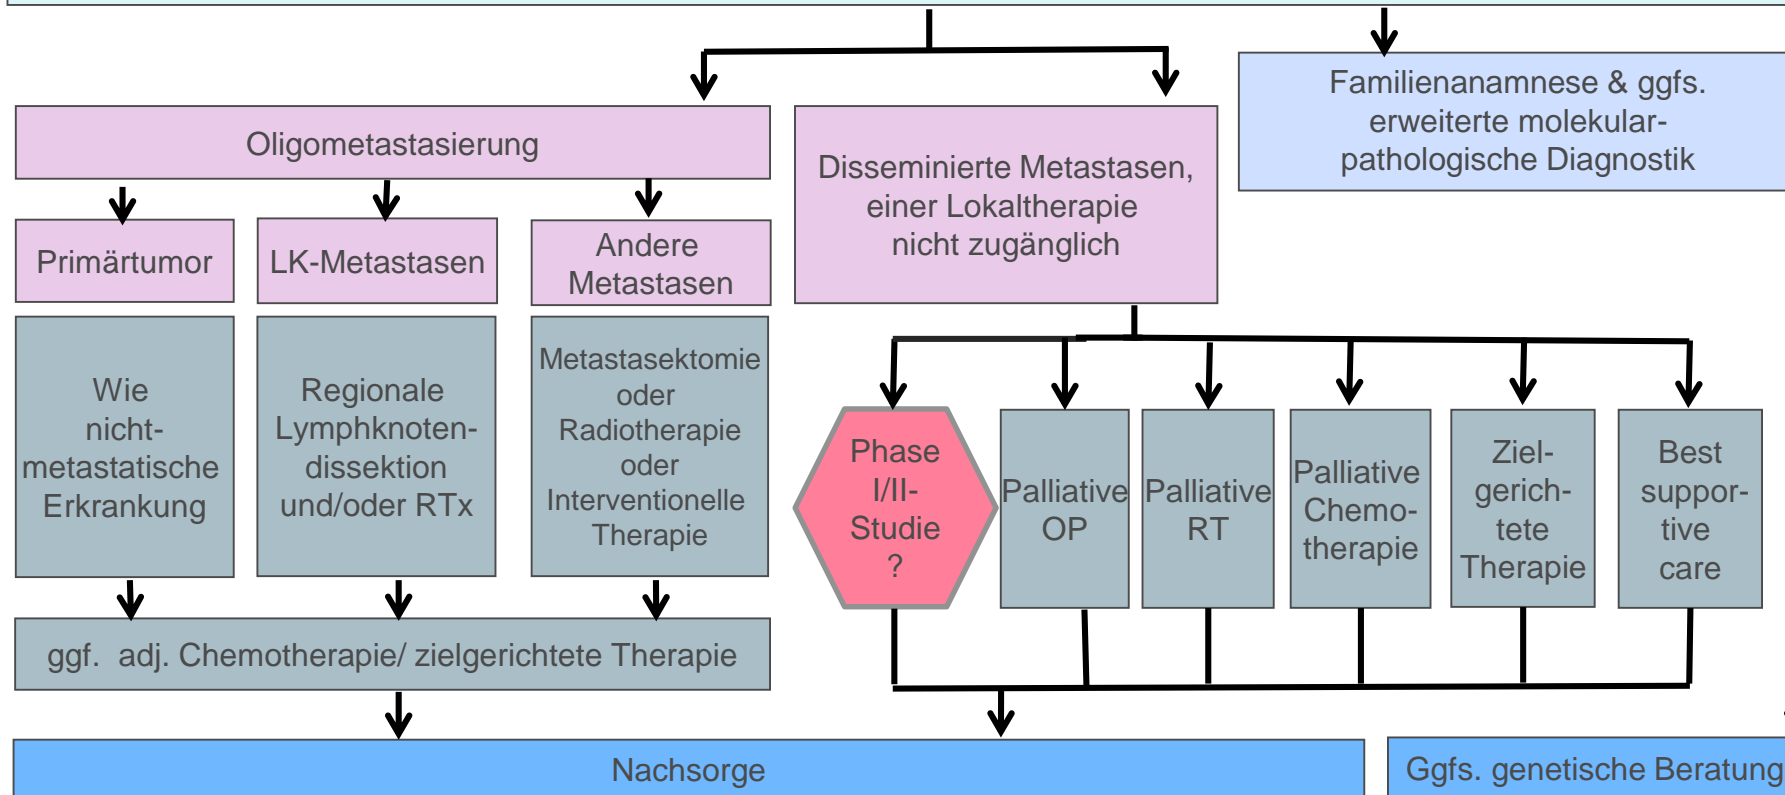 Familienanamnese & ggfs.
erweiterte molekular-
pathologische Diagnostik
Oligometastasierung
Disseminierte Metastasen,
einer Lokaltherapie
nicht zugänglich
Primärtumor
LK-Metastasen
Andere
Metastasen
Wie
nicht-
metastatische
Erkrankung
Regionale
Lymphknoten-
dissektion
und/oder RTx
Metastasektomie
oder
Radiotherapie
oder
Interventionelle
Therapie
Phase
I/II-
Studie
?
Palliative
OP
Palliative
RT
Palliative
Chemo-
therapie
Ziel-
gerich-
tete
Therapie
Best
suppor-
tive
care
ggf. adj. Chemotherapie/ zielgerichtete Therapie
Nachsorge
Ggfs. genetische Beratung